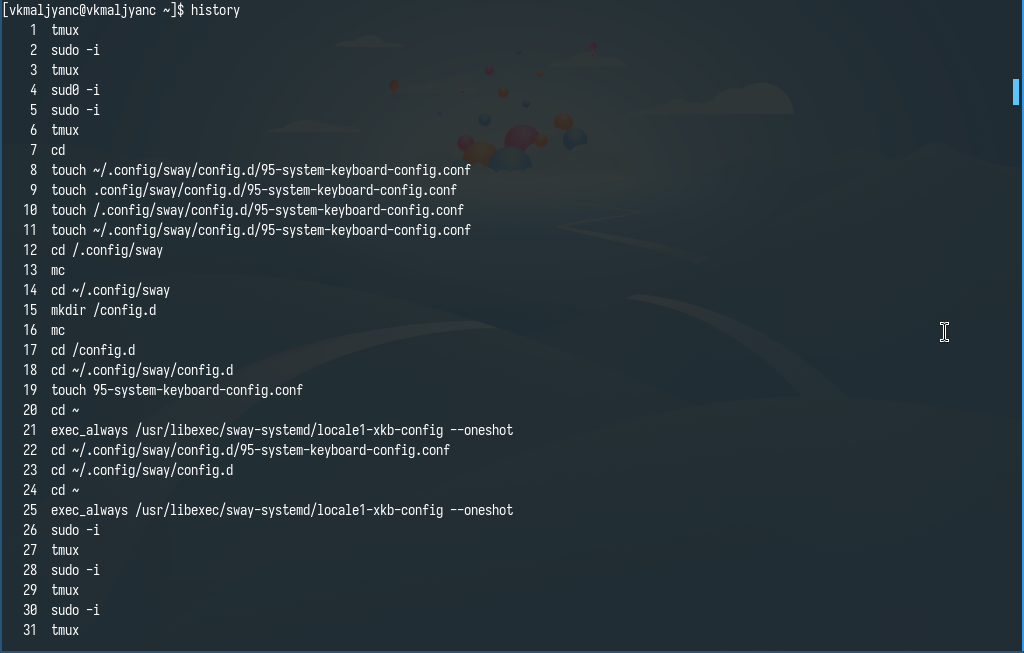 [vkmaljyanc@vkmaljyanc ~]$ history
1 tmux
2 sudo -i
3 tmux
4 sud0 -i
5 sudo -i
6 tmux
7 cd
8 touch ~/.config/sway/config.d/95-system-keyboard-config.conf
9 touch .config/sway/config.d/95-system-keyboard-config.conf
10 touch /.config/sway/config.d/95-system-keyboard-config.conf
11 touch ~/.config/sway/config.d/95-system-keyboard-config.conf
12 cd /.config/sway
13 mc
14 cd ~/.config/sway
15 mkdir /config.d
16 mc
17 cd /config.d
18 cd ~/.config/sway/config.d
19 touch 95-system-keyboard-config.conf
20 cd ~
21 exec_always /usr/libexec/sway-systemd/locale1-xkb-config --oneshot
22 cd ~/.config/sway/config.d/95-system-keyboard-config.conf
23 cd ~/.config/sway/config.d
24 cd ~
25 exec_always /usr/libexec/sway-systemd/locale1-xkb-config --oneshot
26 sudo -i
27 tmux
28 sudo -i
29 tmux
30 sudo -i
31 tmux